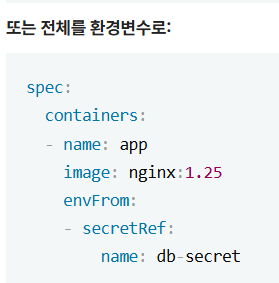 또는 전체를 환경변수로:
spec:
  containers:
  - name: app
    image: nginx:1.25
    envFrom:
    - secretRef:
        name: db-secret